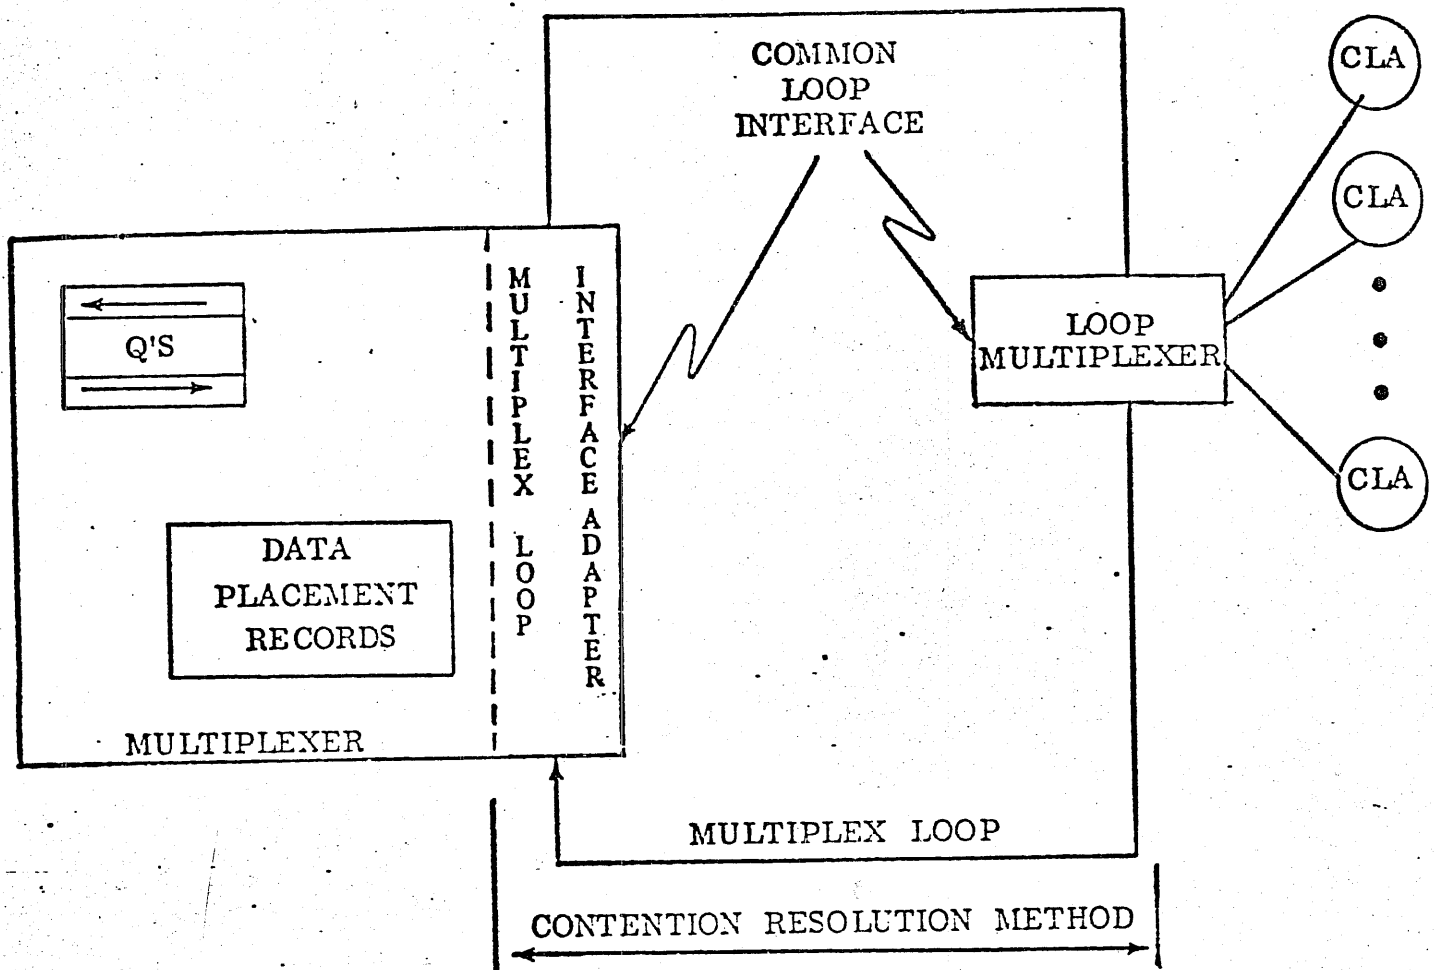 COMMON
LOOP
INTERFACE
CLA
CLA
CLA
LOOP
MULTIPLEXER
Q'S
MULTIPLEX LOOP
INTERFACE ADAPTER
DATA
PLACEMENT
RECORDS
MULTIPLEXER
MULTIPLEX LOOP
CONTENTION RESOLUTION METHOD